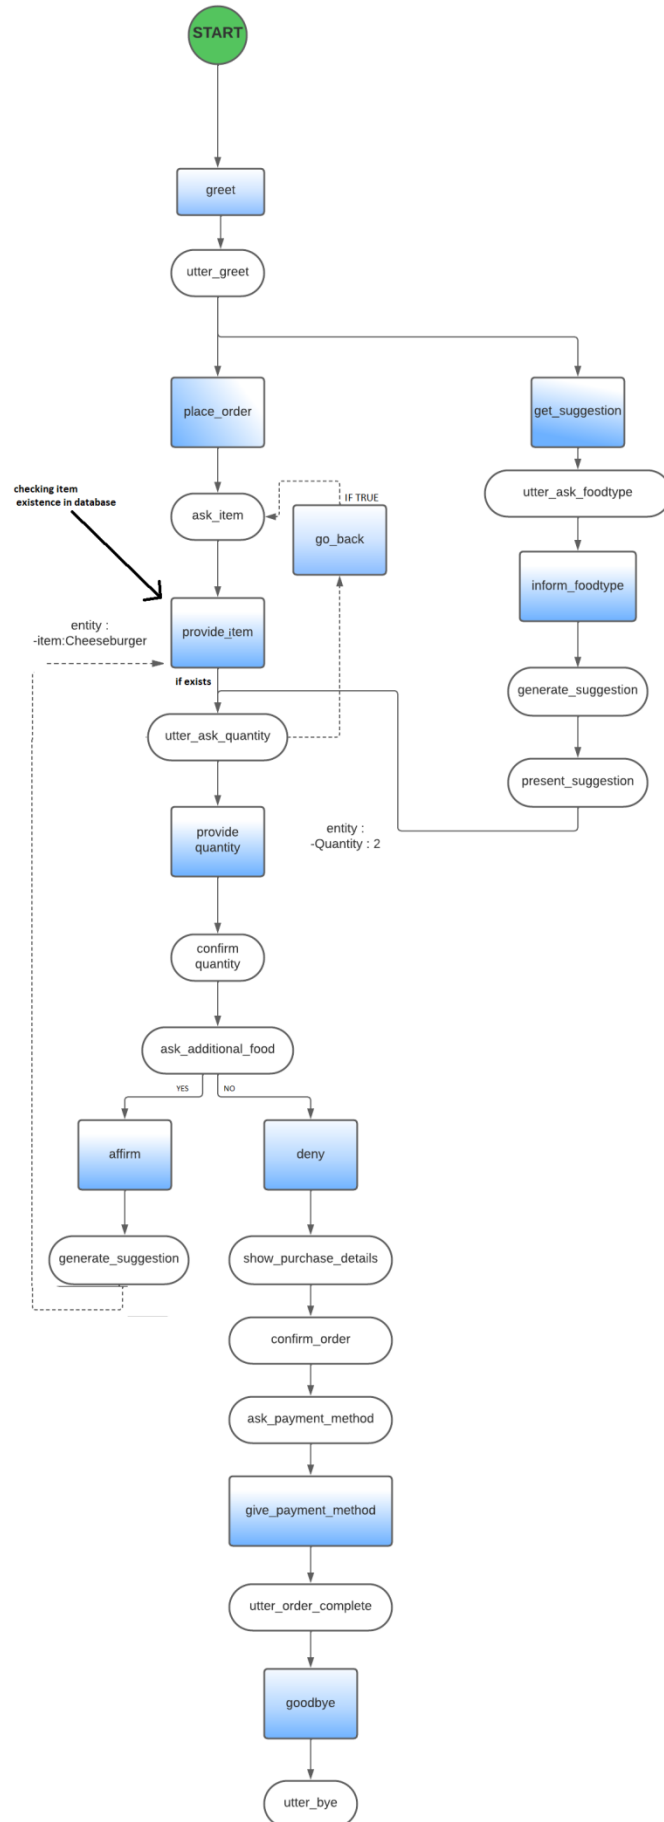 START
greet
utter_greet
place_order
get_suggestion
checking item
existence in database
ask_item
IF TRUE
go_back
utter_ask_foodtype
inform_foodtype
entity :
-item:Cheeseburger
provide_item
if exists
generate_suggestion
utter_ask_quantity
present_suggestion
provide
quantity
entity :
-Quantity : 2
confirm
quantity
ask_additional_food
YES
NO
affirm
deny
generate_suggestion
show_purchase_details
confirm_order
ask_payment_method
give_payment_method
utter_order_complete
goodbye
utter_bye